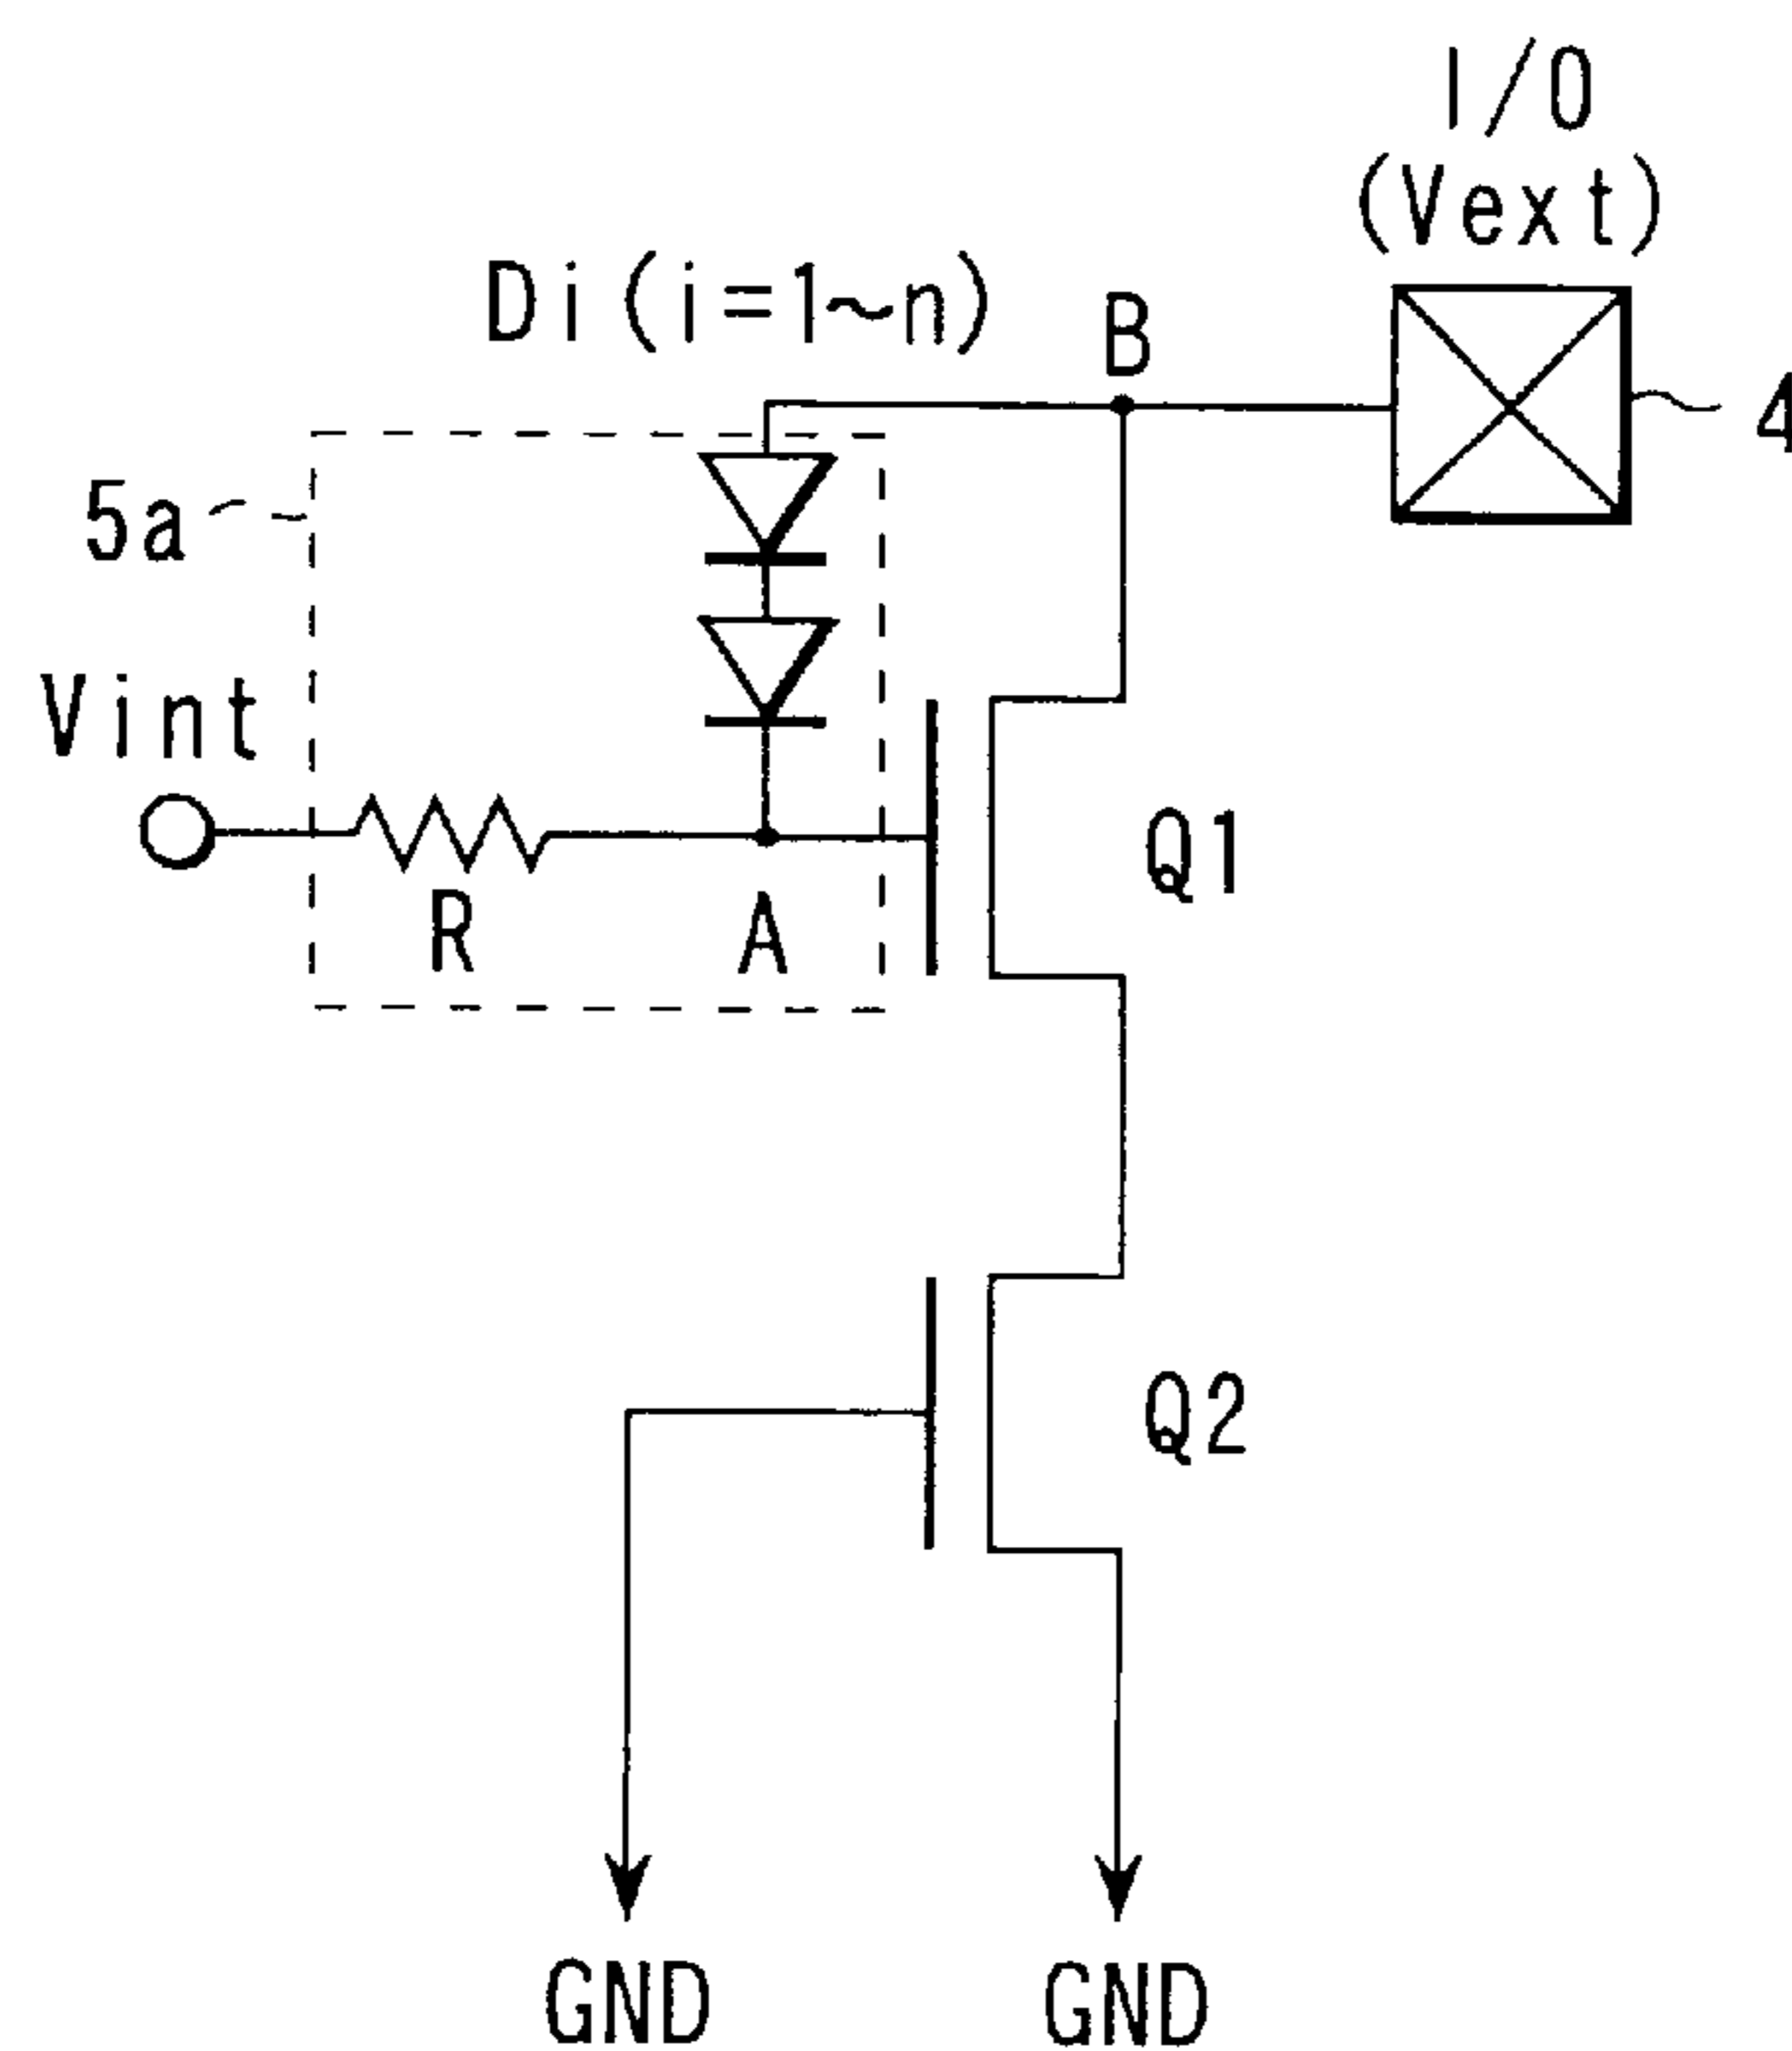 I/O
(Vext)
Di(i=1~n)
B
4
5a
Vint
R
A
Q1
Q2
GND
GND